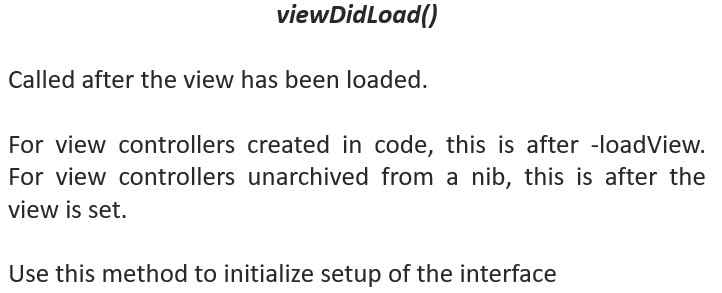 viewDidLoad()
Called after the view has been loaded.
For view controllers created in code, this is after -loadView.
For view controllers unarchived from a nib, this is after the
view is set.
Use this method to initialize setup of the interface